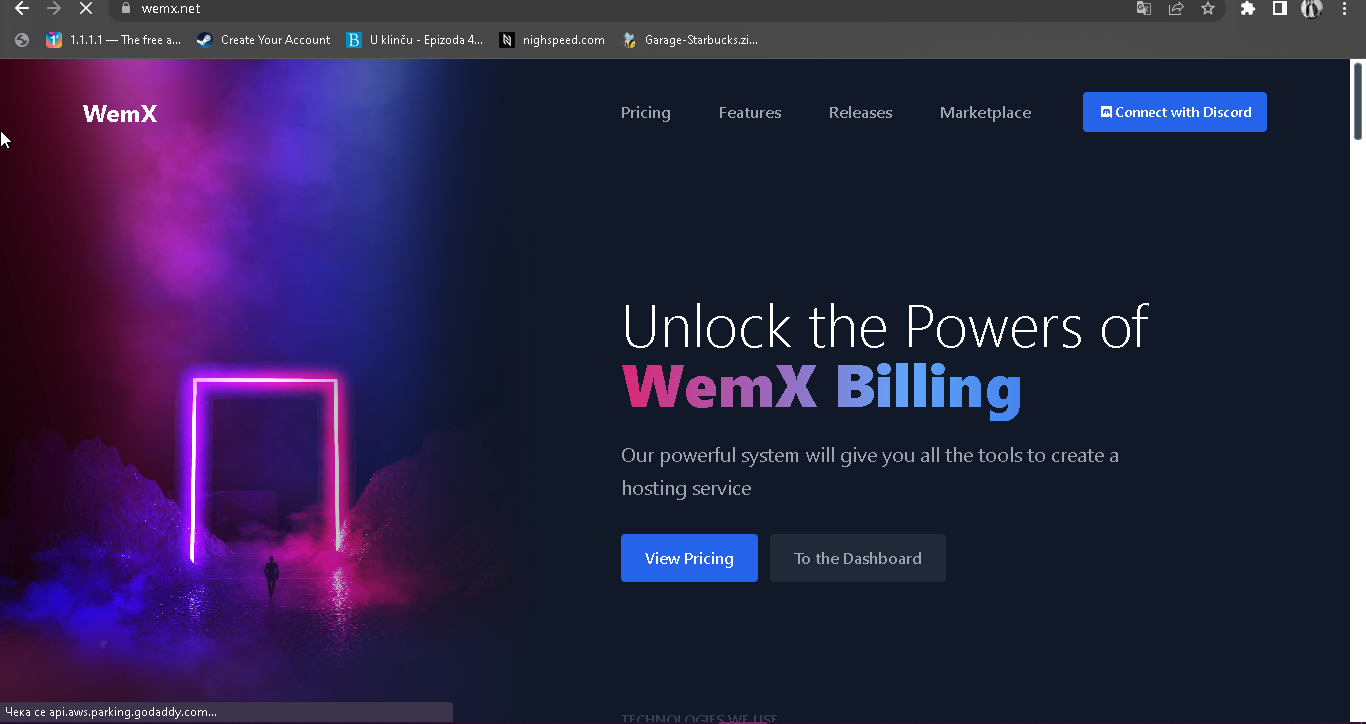 wemx.net
1.1.1.1 — The free a...
Create Your Account
U klinču - Epizoda 4...
nighspeed.com
Garage-Starbucks.zi...
WemX
Pricing
Features
Releases
Marketplace
Connect with Discord
Unlock the Powers of
WemX Billing
Our powerful system will give you all the tools to create a
hosting service
View Pricing
To the Dashboard
TECHNOLOGIES WE USE
Чека се api.aws.parking.godaddy.com...